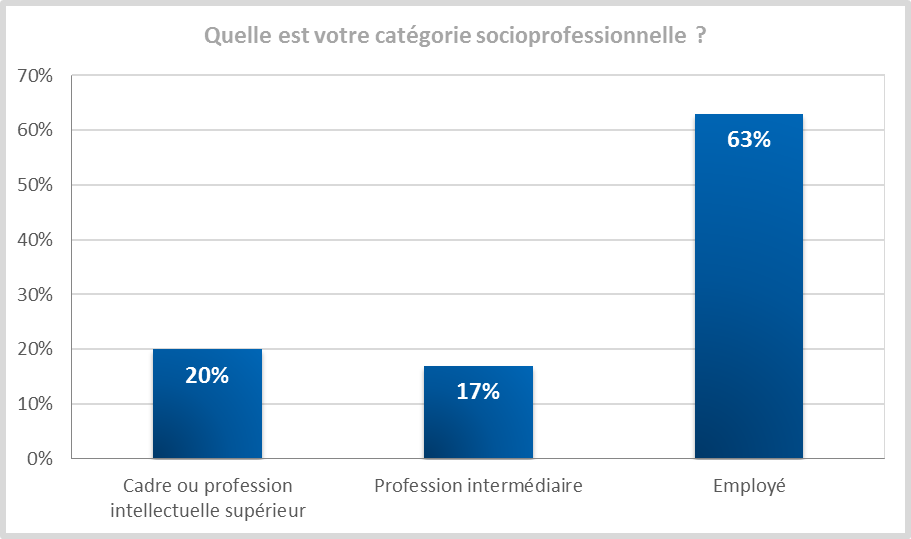 Quelle est votre catégorie socioprofessionnelle ?
70%
60%
50%
40%
30%
20%
10%
0%
20%
17%
63%
Cadre ou profession
intellectuelle supérieur
Profession intermédiaire
Employé